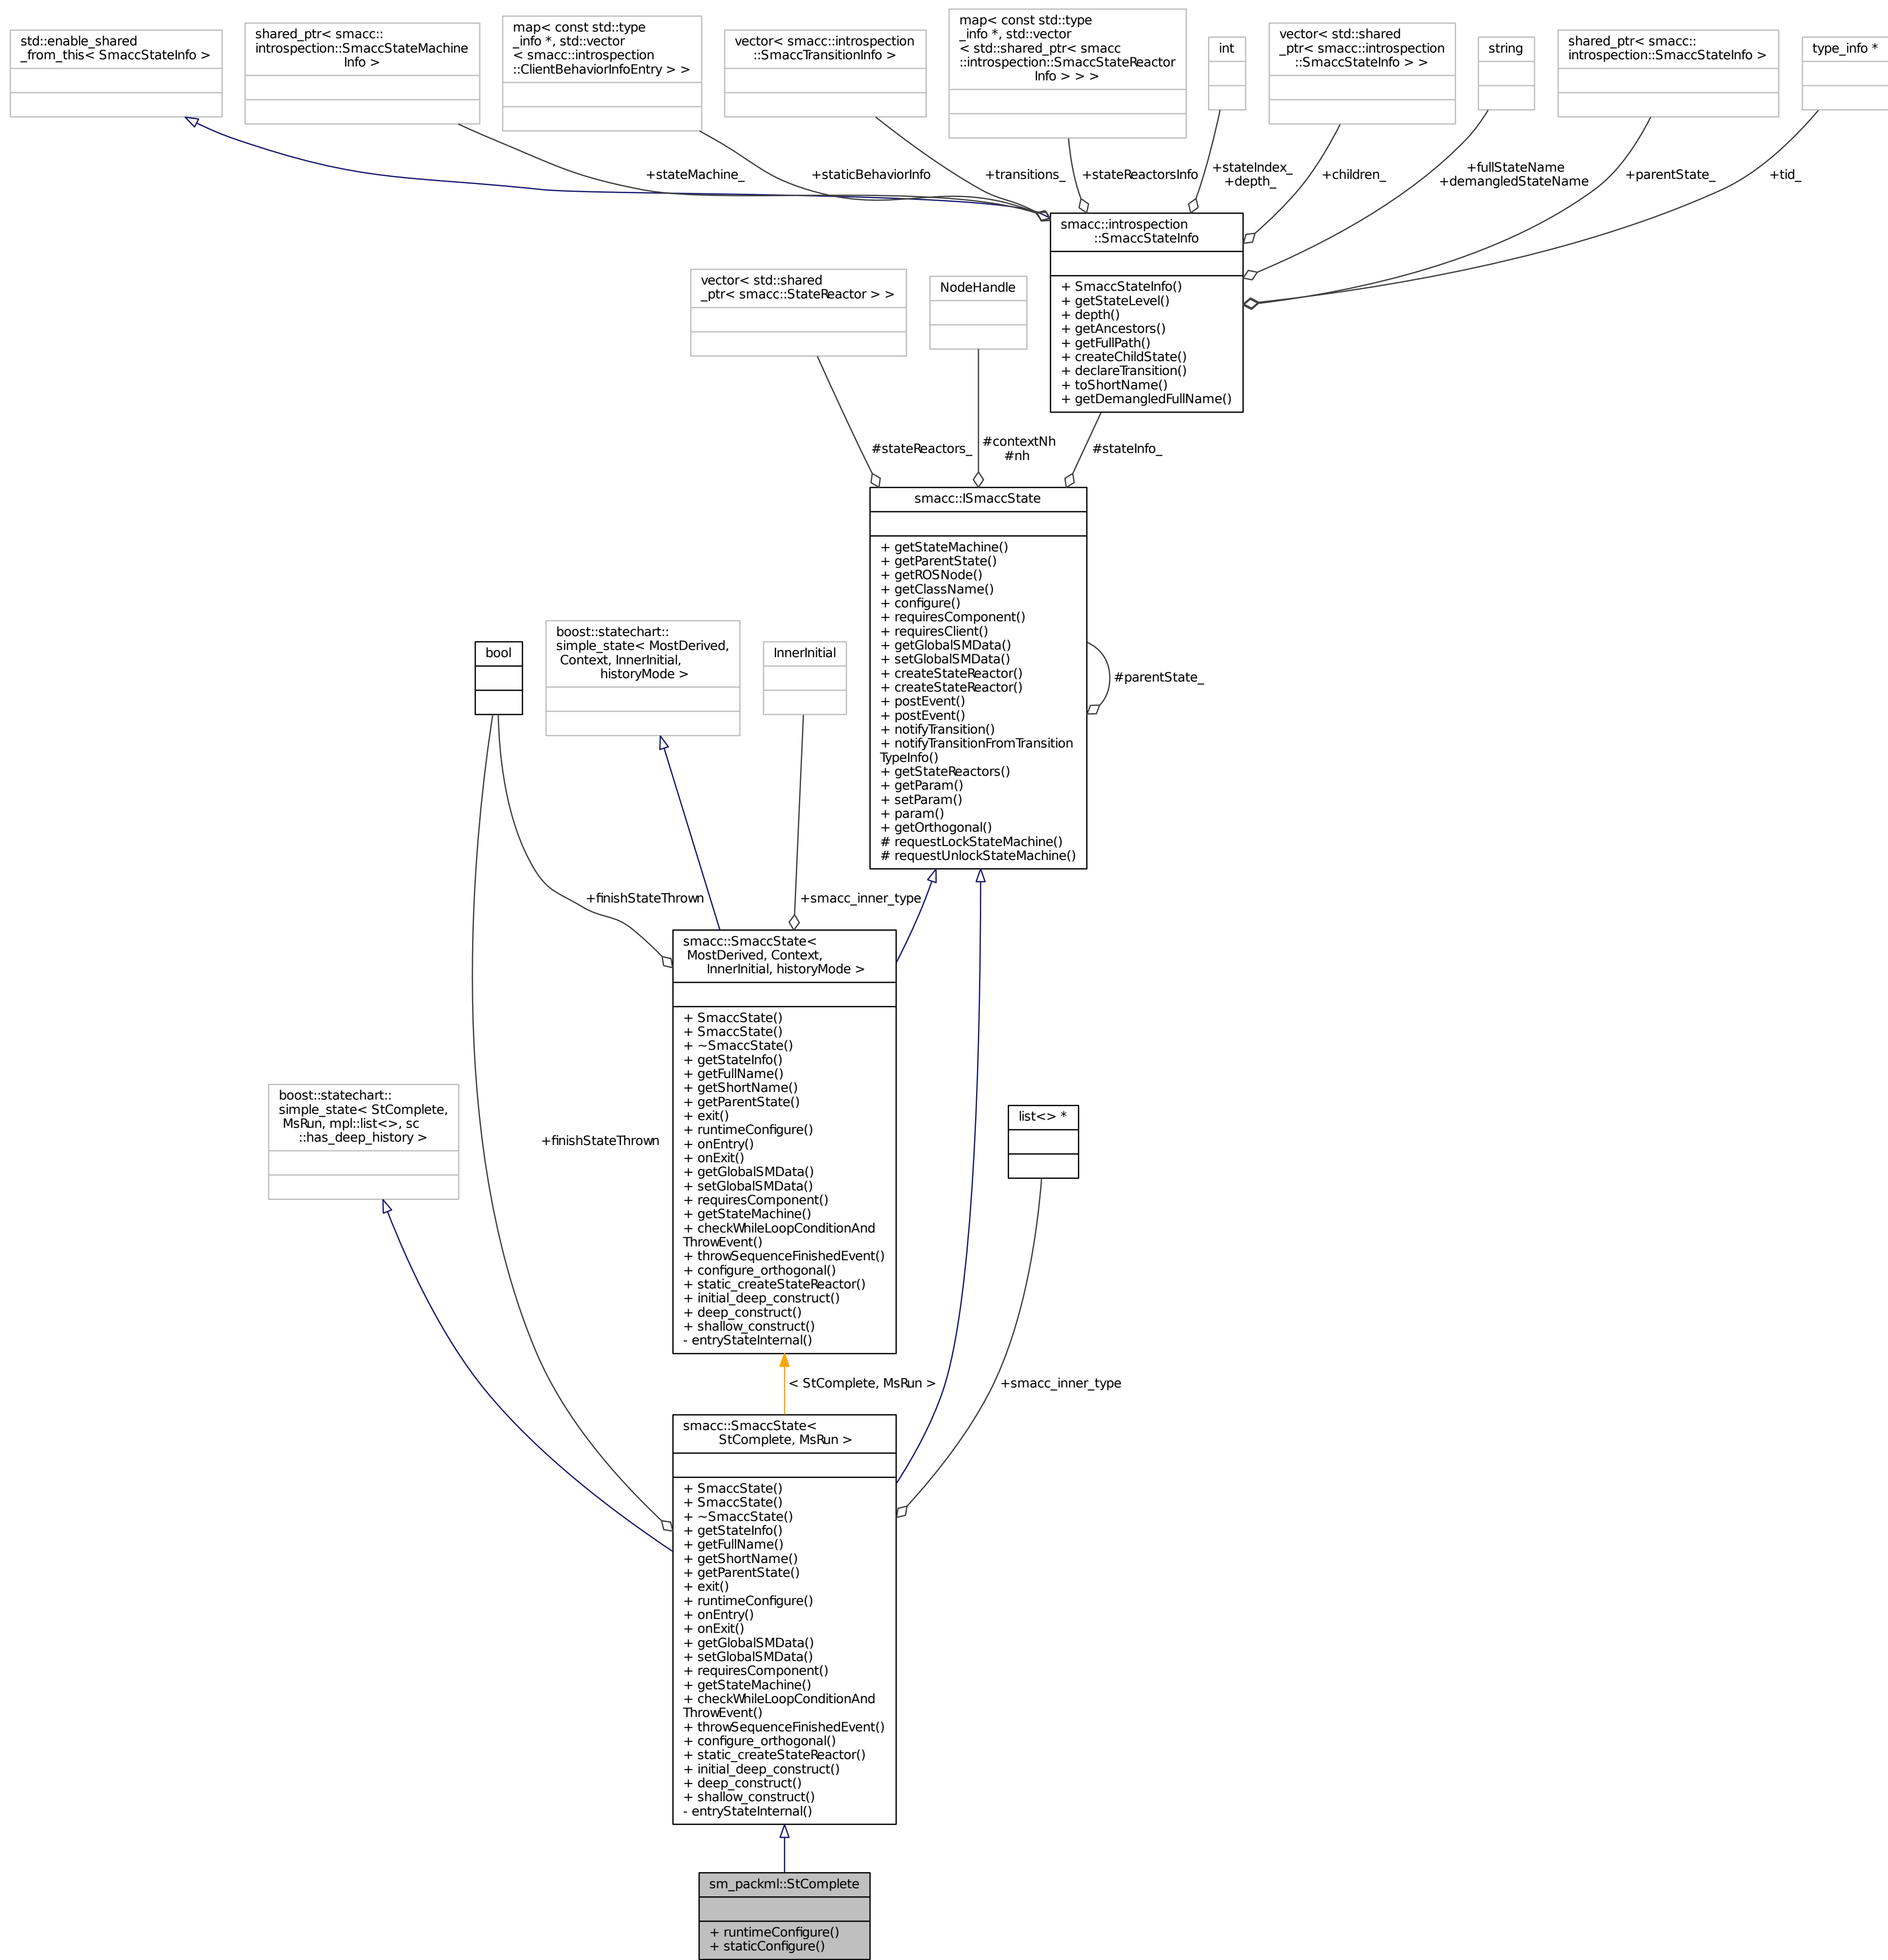 std::enable_shared
_from_this< SmaccStateInfo >
shared_ptr< smacc::
introspection::SmaccStateMachine
Info >
map< const std::type
_info *, std::vector
< smacc::introspection
::ClientBehaviorInfoEntry > >
vector< smacc::introspection
::SmaccTransitionInfo >
map< const std::type
_info *, std::vector
< std::shared_ptr< smacc
::introspection::SmaccStateReactor
Info > > >
int
vector< std::shared
_ptr< smacc::introspection
::SmaccStateInfo > >
string
shared_ptr< smacc::
introspection::SmaccStateInfo >
type_info *
+stateMachine_
+staticBehaviorInfo
+transitions_
+stateReactorsInfo
+stateIndex_
+depth_
+children_
+fullStateName
+demangledStateName
+parentState_
+tid_
smacc::introspection
::SmaccStateInfo
+ SmaccStateInfo()
+ getStateLevel()
+ depth()
+ getAncestors()
+ getFullPath()
+ createChildState()
+ declareTransition()
+ toShortName()
+ getDemangledFullName()
vector< std::shared
_ptr< smacc::StateReactor > >
NodeHandle
#stateReactors_
#contextNh
#nh
#stateInfo_
smacc::ISmaccState
+ getStateMachine()
+ getParentState()
+ getROSNode()
+ getClassName()
+ configure()
+ requiresComponent()
+ requiresClient()
+ getGlobalSMData()
+ setGlobalSMData()
+ createStateReactor()
+ createStateReactor()
+ postEvent()
+ postEvent()
+ notifyTransition()
+ notifyTransitionFromTransition
TypeInfo()
+ getStateReactors()
+ getParam()
+ setParam()
+ param()
+ getOrthogonal()
# requestLockStateMachine()
# requestUnlockStateMachine()
#parentState_
bool
boost::statechart::
simple_state< MostDerived,
Context, InnerInitial,
historyMode >
InnerInitial
+finishStateThrown
+smacc_inner_type
smacc::SmaccState<
MostDerived, Context,
InnerInitial, historyMode >
+ SmaccState()
+ SmaccState()
+ ~SmaccState()
+ getStateInfo()
+ getFullName()
+ getShortName()
+ getParentState()
+ exit()
+ runtimeConfigure()
+ onEntry()
+ onExit()
+ getGlobalSMData()
+ setGlobalSMData()
+ requiresComponent()
+ getStateMachine()
+ checkWhileLoopConditionAnd
ThrowEvent()
+ throwSequenceFinishedEvent()
+ configure_orthogonal()
+ static_createStateReactor()
+ initial_deep_construct()
+ deep_construct()
+ shallow_construct()
- entryStateInternal()
boost::statechart::
simple_state< StComplete,
MsRun, mpl::list<>, sc
::has_deep_history >
+finishStateThrown
list<> *
< StComplete, MsRun >
+smacc_inner_type
smacc::SmaccState<
StComplete, MsRun >
+ SmaccState()
+ SmaccState()
+ ~SmaccState()
+ getStateInfo()
+ getFullName()
+ getShortName()
+ getParentState()
+ exit()
+ runtimeConfigure()
+ onEntry()
+ onExit()
+ getGlobalSMData()
+ setGlobalSMData()
+ requiresComponent()
+ getStateMachine()
+ checkWhileLoopConditionAnd
ThrowEvent()
+ throwSequenceFinishedEvent()
+ configure_orthogonal()
+ static_createStateReactor()
+ initial_deep_construct()
+ deep_construct()
+ shallow_construct()
- entryStateInternal()
sm_packml::StComplete
+ runtimeConfigure()
+ staticConfigure()